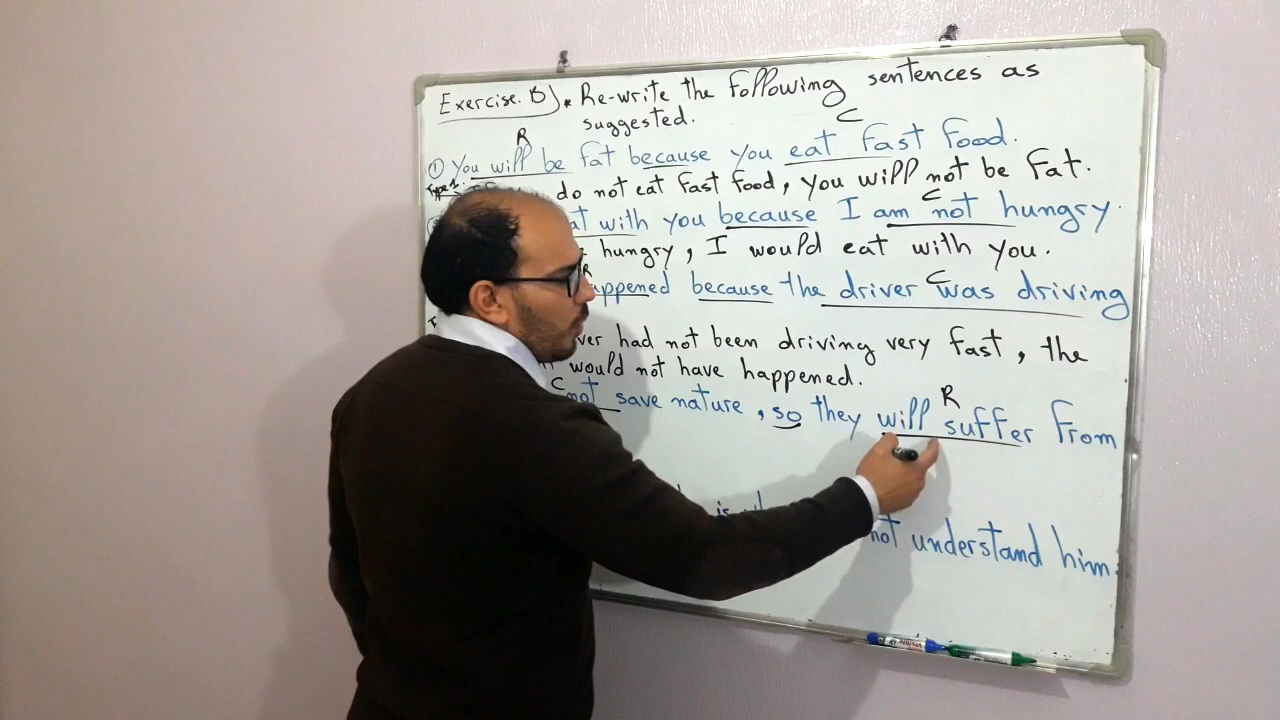 Exercise.B) * Re-write the following sentences as
suggested.
R C
① You will be fat because you eat fast food.
Type 1 do not eat fast food, you will not be fat.
C
with you because I am not hungry.
hungry, I would eat with you.
R C
happened because the driver was driving
had not been driving very fast, the
would not have happened.
C R
not save nature, so they will suffer from
not understand him.